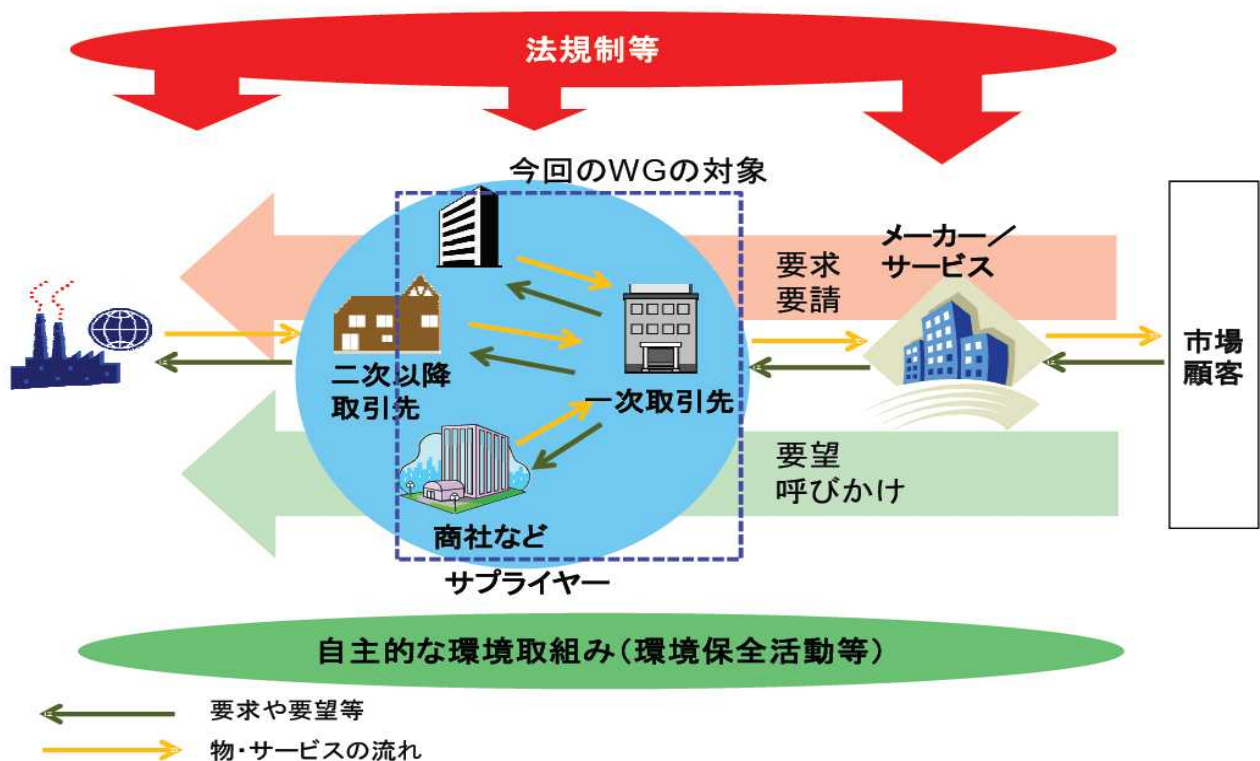 法規制等
今回のWGの対象
メーカー/
サービス
要求
要請
市場
顧客
二次以降
取引先
一次取引先
要望
呼びかけ
商社など
サプライヤー
自主的な環境取組み(環境保全活動等)
要求や要望等
物・サービスの流れ